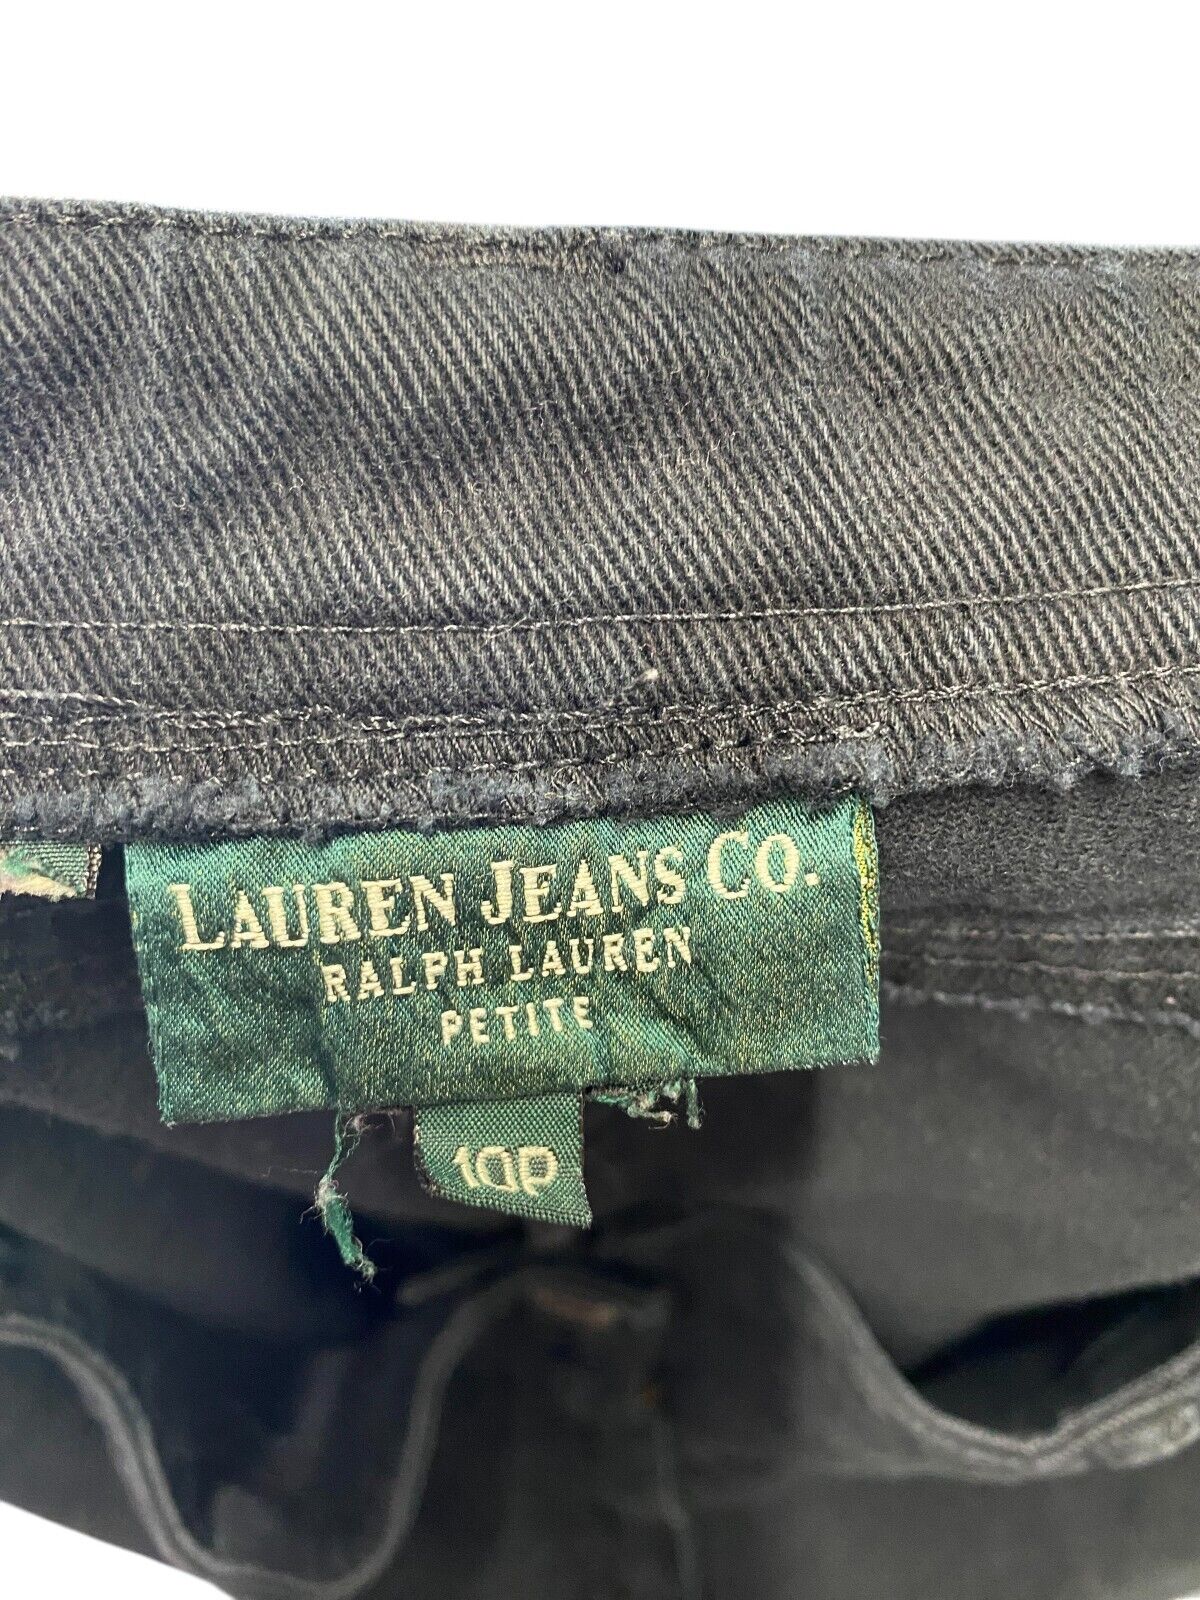 LAUREN JEANS CO.
RALPH LAUREN
PETITE
10P